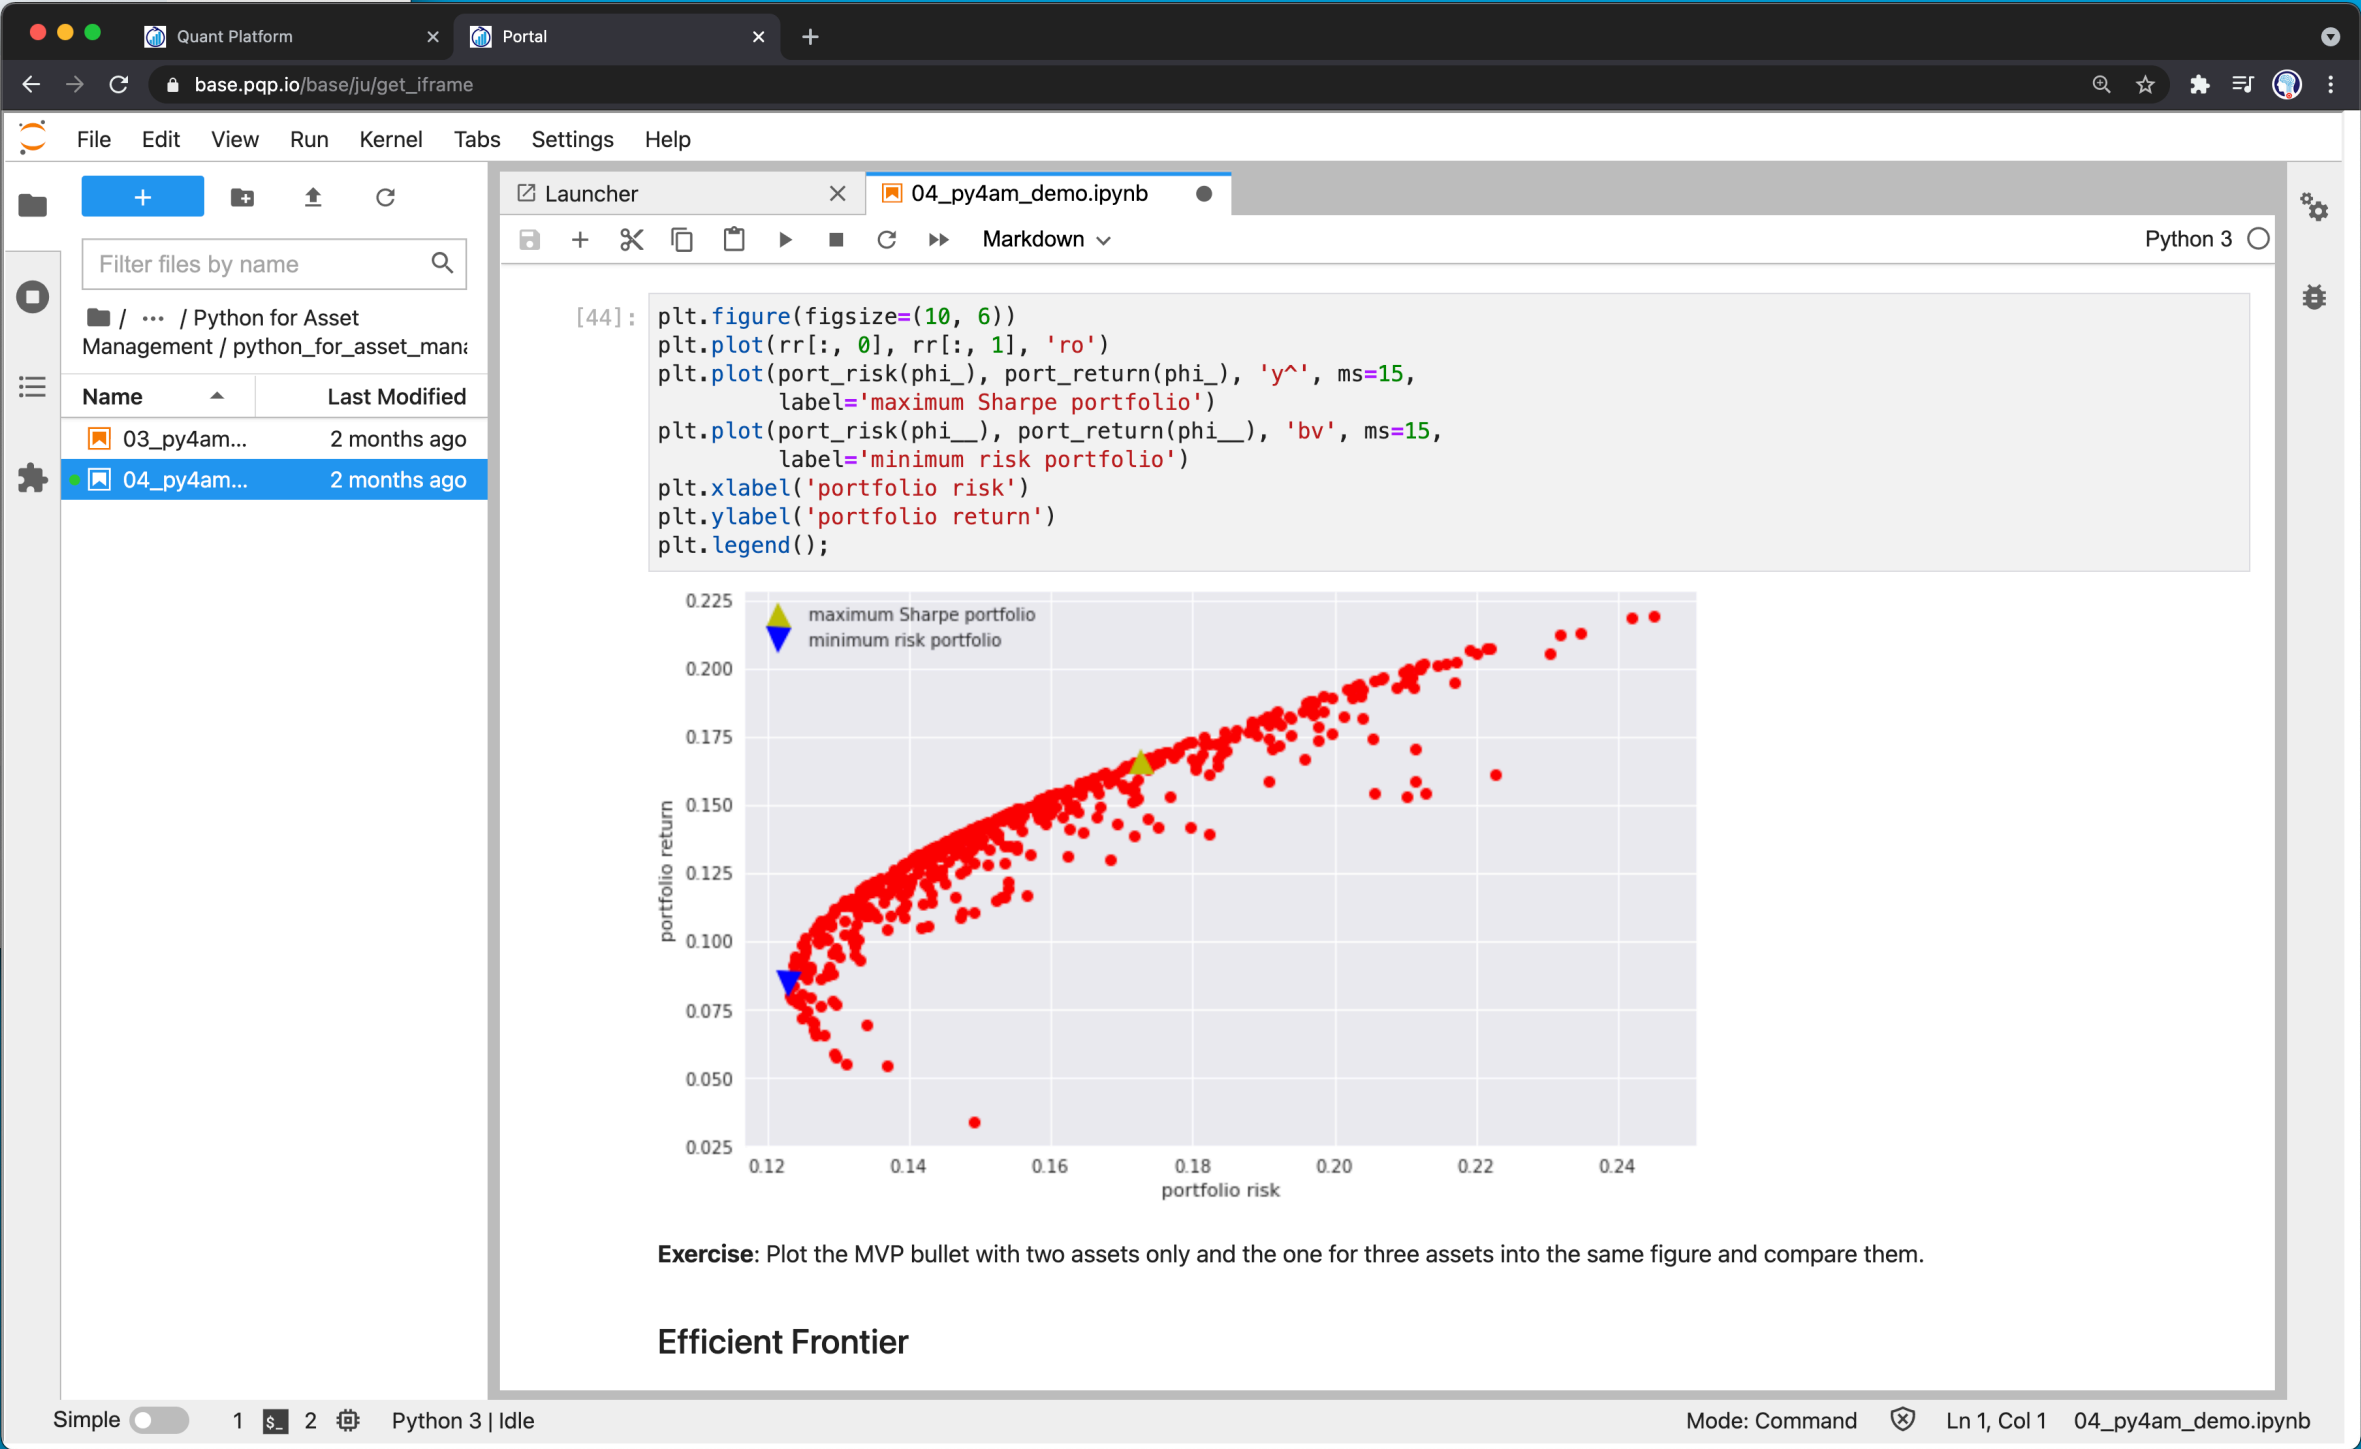 Quant Platform
Portal
base.pqp.io/base/ju/get_iframe
File Edit View Run Kernel Tabs Settings Help
Filter files by name
/ ··· / Python for Asset
Management / python_for_asset_mana
Name Last Modified
03_py4am... 2 months ago
04_py4am... 2 months ago
Launcher
04_py4am_demo.ipynb
Markdown
Python 3
[44]:
plt.figure(figsize=(10, 6))
plt.plot(rr[:, 0], rr[:, 1], 'ro')
plt.plot(port_risk(phi_), port_return(phi_), 'y^', ms=15,
label='maximum Sharpe portfolio')
plt.plot(port_risk(phi__), port_return(phi__), 'bv', ms=15,
label='minimum risk portfolio')
plt.xlabel('portfolio risk')
plt.ylabel('portfolio return')
plt.legend();
maximum Sharpe portfolio
minimum risk portfolio
0.225
0.200
0.175
0.150
0.125
0.100
0.075
0.050
0.025
portfolio return
0.12 0.14 0.16 0.18 0.20 0.22 0.24
portfolio risk
Exercise: Plot the MVP bullet with two assets only and the one for three assets into the same figure and compare them.
Efficient Frontier
Simple 1 $_ 2 Python 3 | Idle
Mode: Command Ln 1, Col 1 04_py4am_demo.ipynb